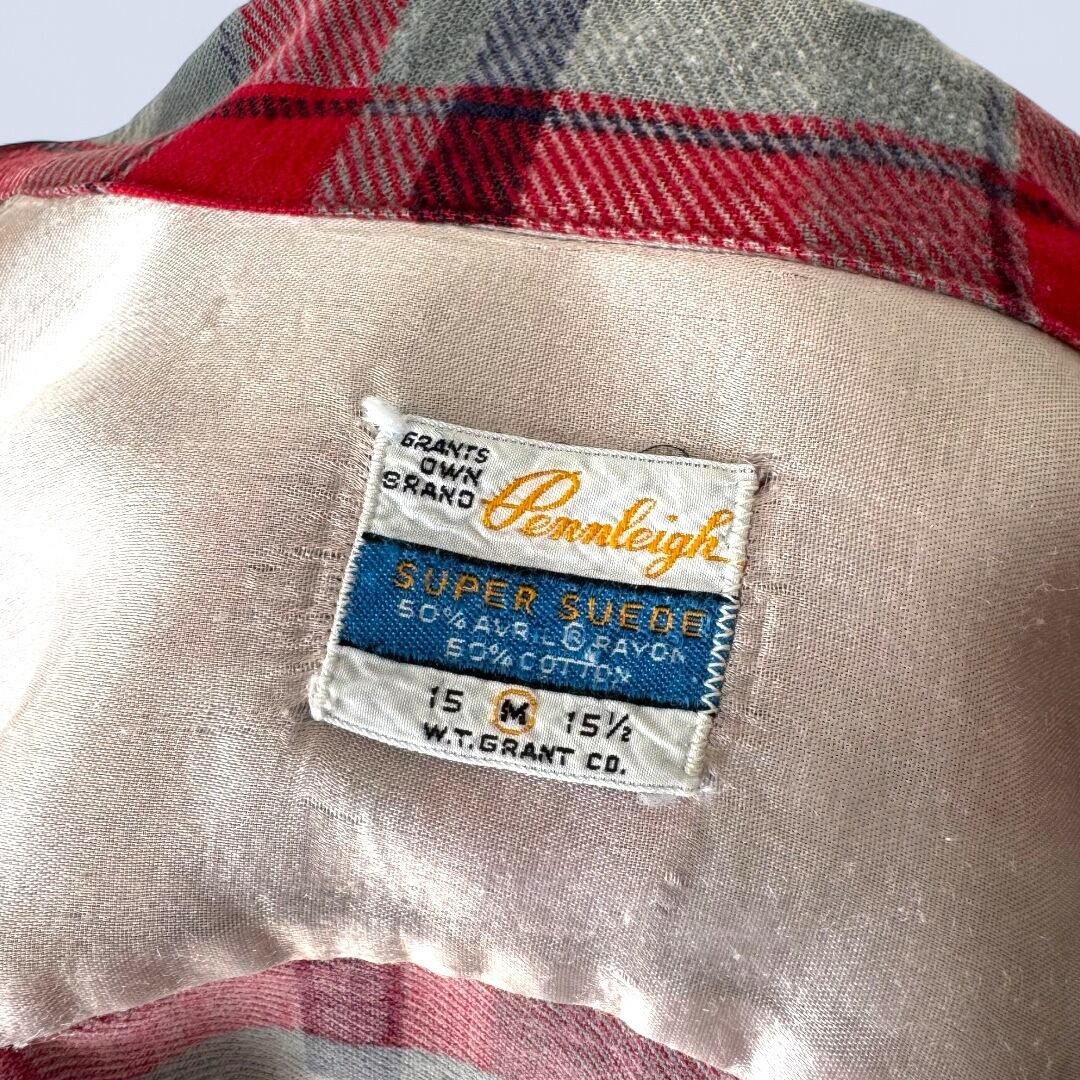 GRANTS
OWN
BRAND
Pennleigh
SUPER SUEDE
50% AVRIL ® RAYON
50% COTTON
15 M 15½
W.T. GRANT CO.